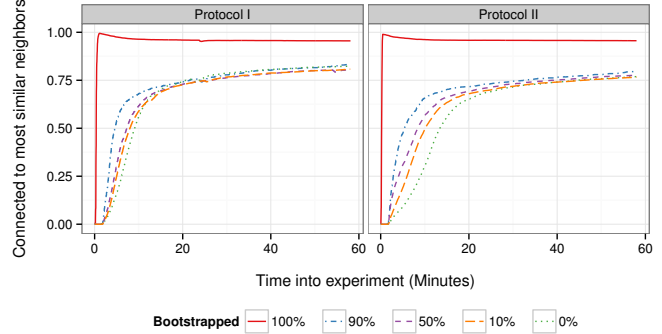 Protocol I Protocol II
Connected to most similar neighbors
1.00
0.75
0.50
0.25
0.00
0 20 40 60 0 20 40 60
Time into experiment (Minutes)
Bootstrapped 100% 90% 50% 10% 0%